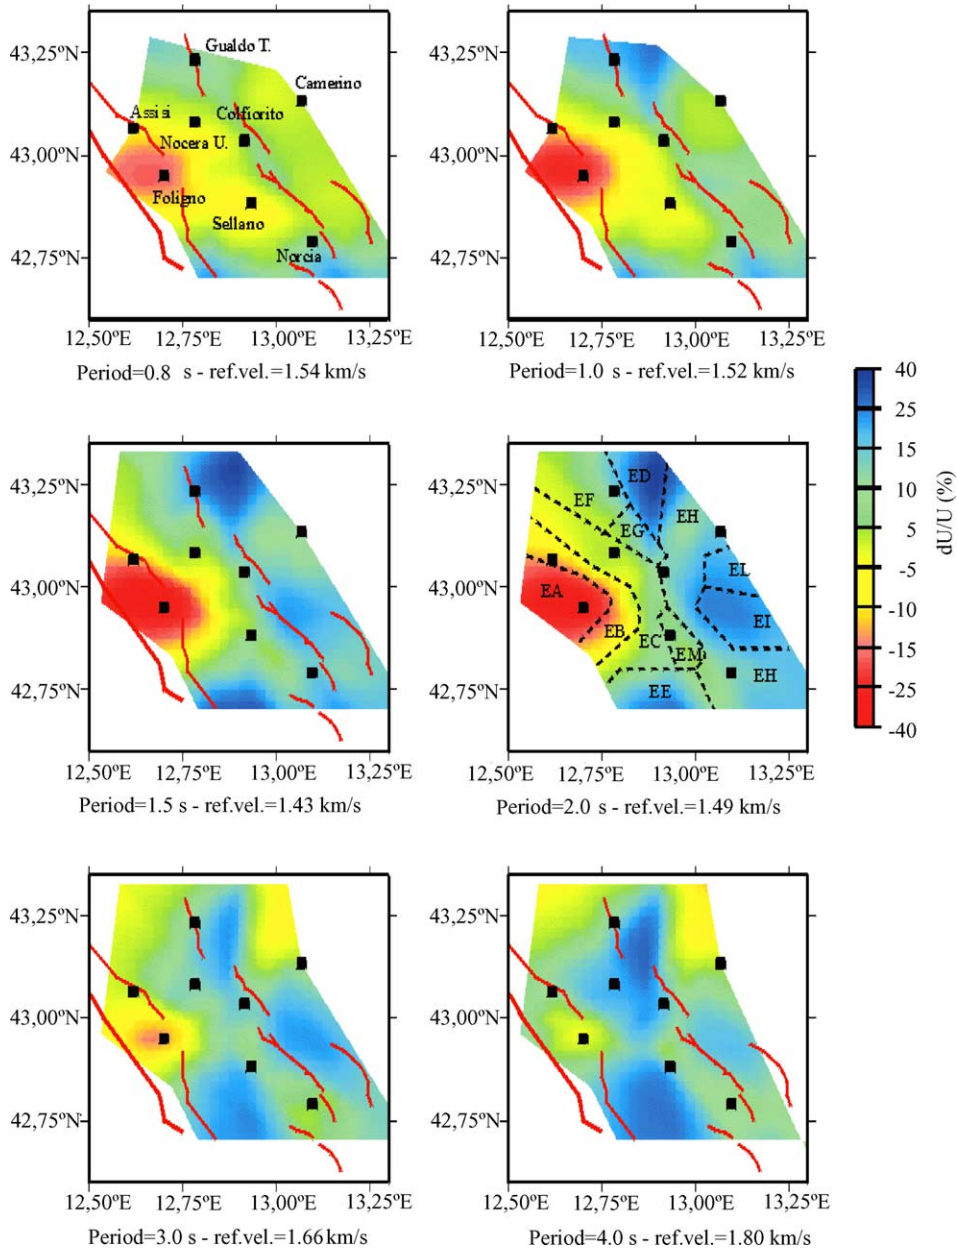 43,25ºN
43,00ºN
42,75ºN
Gualdo T.
Camerino
Assisi
Colfiorito
Nocera U.
Foligno
Sellano
Norcia
12,50ºE 12,75ºE 13,00ºE 13,25ºE
Period=0.8 s - ref.vel.=1.54 km/s
43,25ºN
43,00ºN
42,75ºN
12,50ºE 12,75ºE 13,00ºE 13,25ºE
Period=1.0 s - ref.vel.=1.52 km/s
43,25ºN
43,00ºN
42,75ºN
12,50ºE 12,75ºE 13,00ºE 13,25ºE
Period=1.5 s - ref.vel.=1.43 km/s
43,25ºN
43,00ºN
42,75ºN
ED
EF
EG
EH
EL
EA
EI
EB
EC
EM
EH
EE
12,50ºE 12,75ºE 13,00ºE 13,25ºE
Period=2.0 s - ref.vel.=1.49 km/s
40
25
15
10
5
-5
-10
-15
-25
-40
dU/U (%)
43,25ºN
43,00ºN
42,75ºN
12,50ºE 12,75ºE 13,00ºE 13,25ºE
Period=3.0 s - ref.vel.=1.66 km/s
43,25ºN
43,00ºN
42,75ºN
12,50ºE 12,75ºE 13,00ºE 13,25ºE
Period=4.0 s - ref.vel.=1.80 km/s